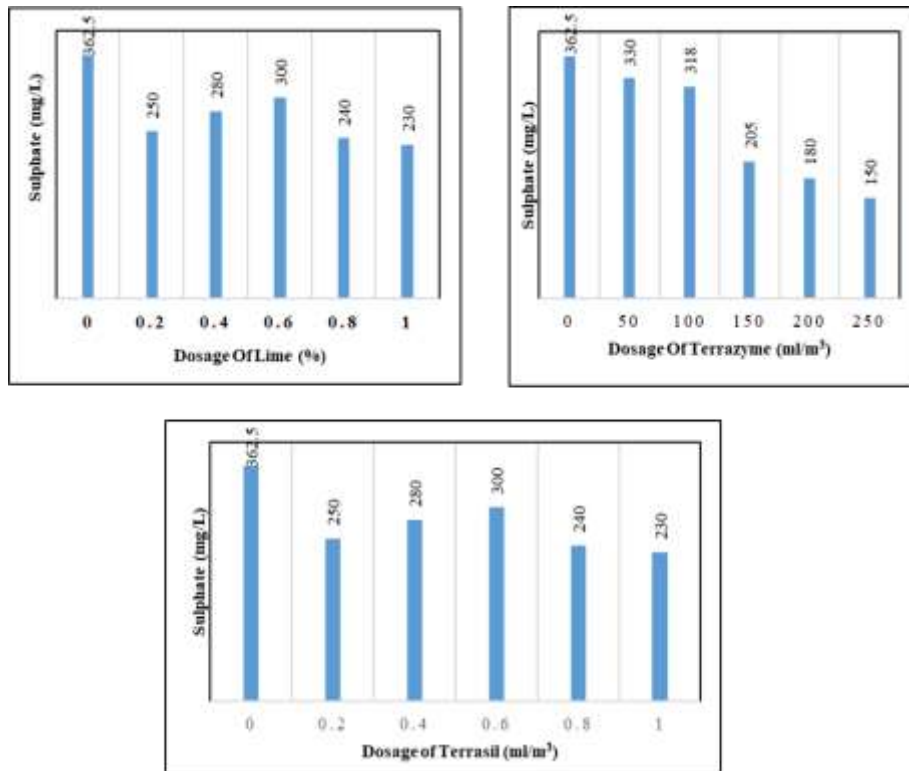 Sulphate (mg/L)
362.5
250
280
300
240
230
0 0.2 0.4 0.6 0.8 1
Dosage Of Lime (%)
Sulphate (mg/L)
362.5
330
318
205
180
150
0 50 100 150 200 250
Dosage Of Terrazyme (ml/m³)
Sulphate (mg/L)
362.5
250
280
300
240
230
0 0.2 0.4 0.6 0.8 1
Dosage of Terrasil (ml/m³)